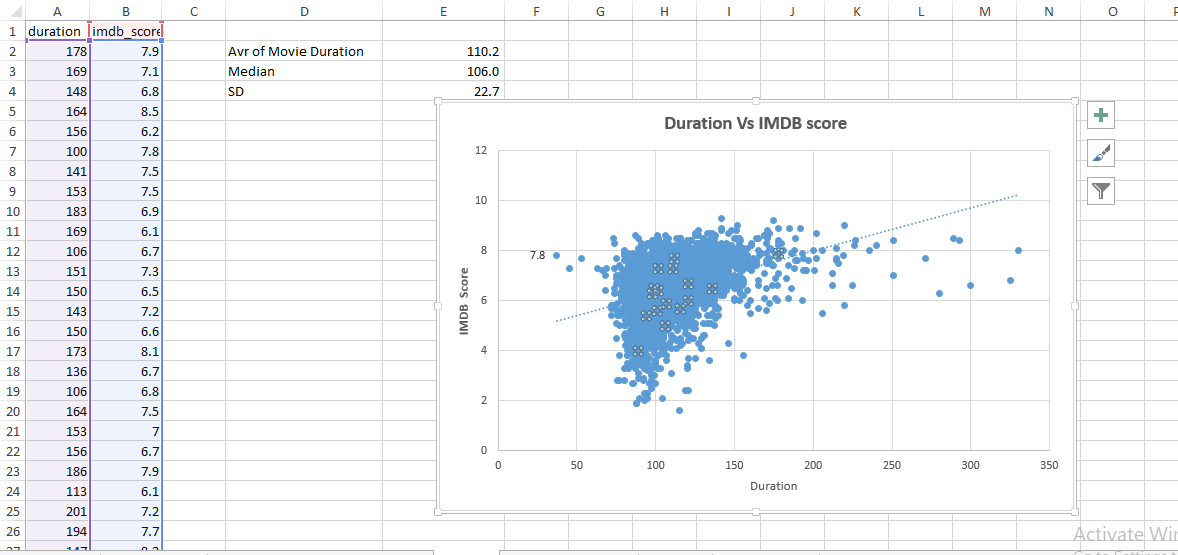 A B C D E F G H I J K L M N O P
1 duration imdb_score
2 178 7.9 Avr of Movie Duration 110.2
3 169 7.1 Median 106.0
4 148 6.8 SD 22.7
5 164 8.5
6 156 6.2
7 100 7.8
8 141 7.5
9 153 7.5
10 183 6.9
11 169 6.1
12 106 6.7
13 151 7.3
14 150 6.5
15 143 7.2
16 150 6.6
17 173 8.1
18 136 6.7
19 106 6.8
20 164 7.5
21 153 7
22 156 6.7
23 186 7.9
24 113 6.1
25 201 7.2
26 194 7.7
Duration Vs IMDB score
12
10
8
6
4
2
0
7.8
IMDB Score
0 50 100 150 200 250 300 350
Duration
Activate Win